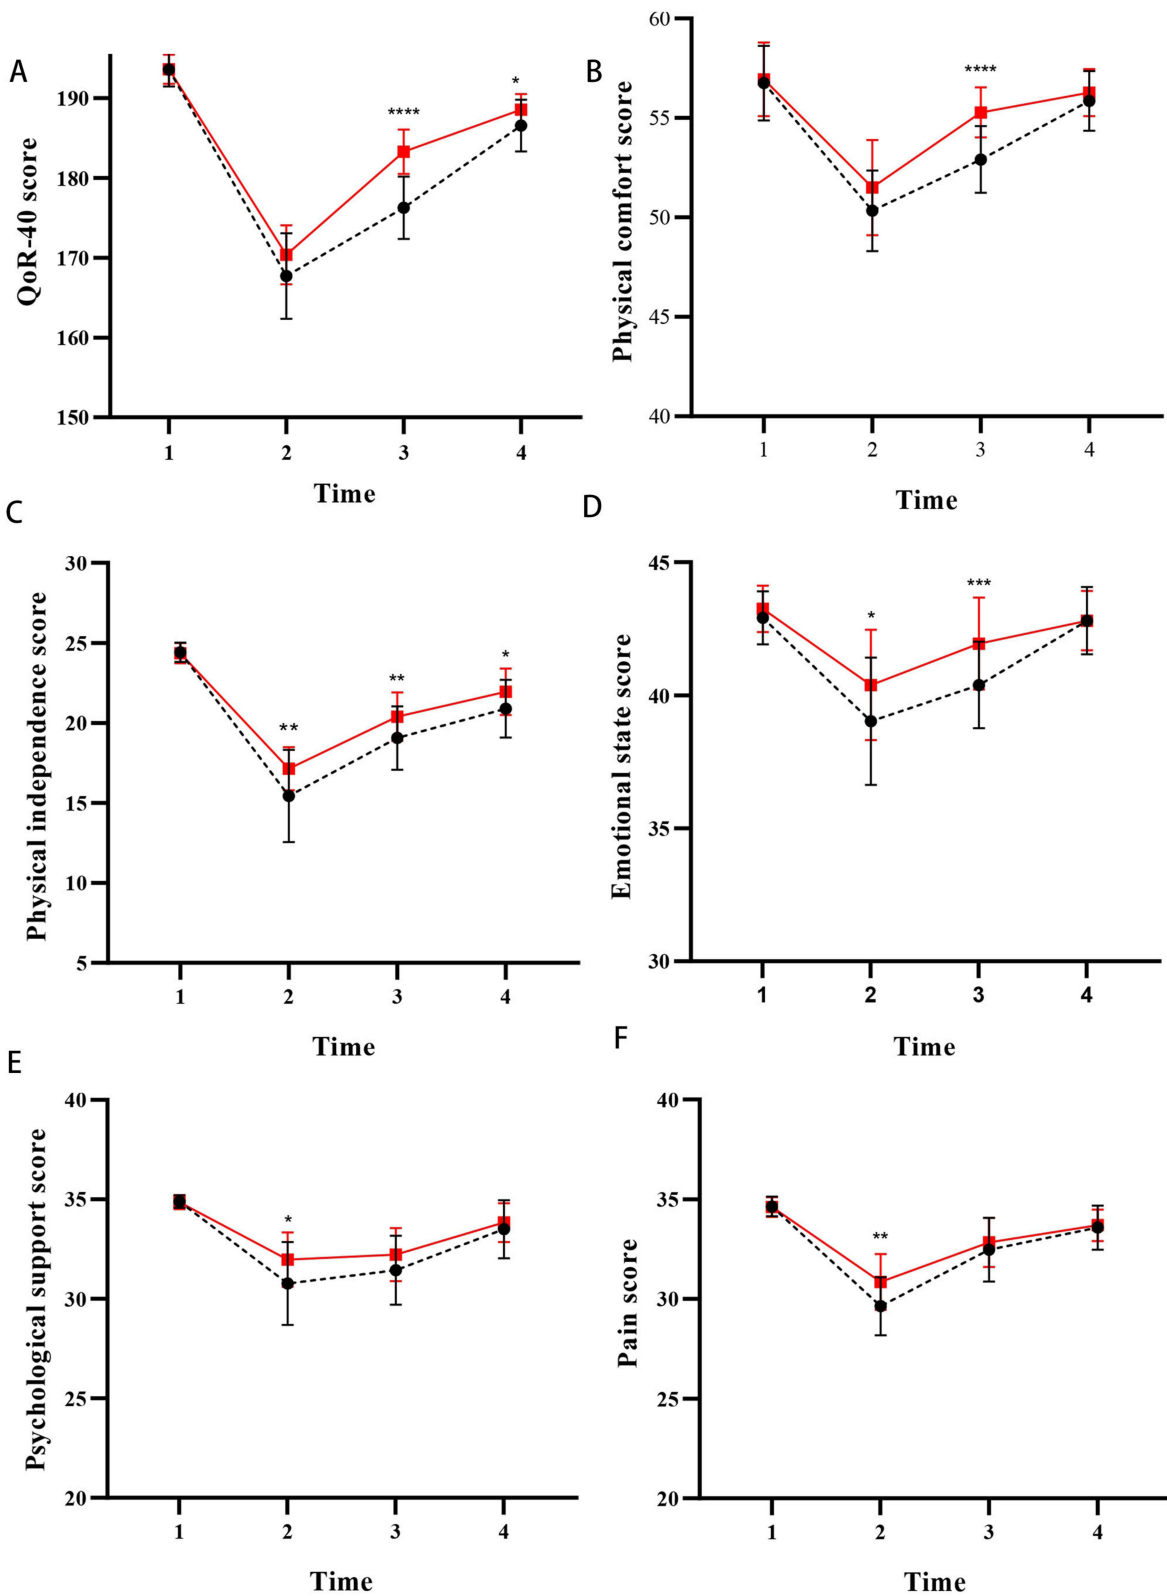 A
QoR-40 score
190
180
170
160
150
****
*
1 2 3 4
Time
B
Physical comfort score
60
55
50
45
40
****
1 2 3 4
Time
C
Physical independence score
30
25
20
15
10
5
**
**
*
1 2 3 4
Time
D
Emotional state score
45
40
35
30
*
***
1 2 3 4
Time
E
Psychological support score
40
35
30
25
20
*
1 2 3 4
Time
F
Pain score
40
35
30
25
20
**
1 2 3 4
Time